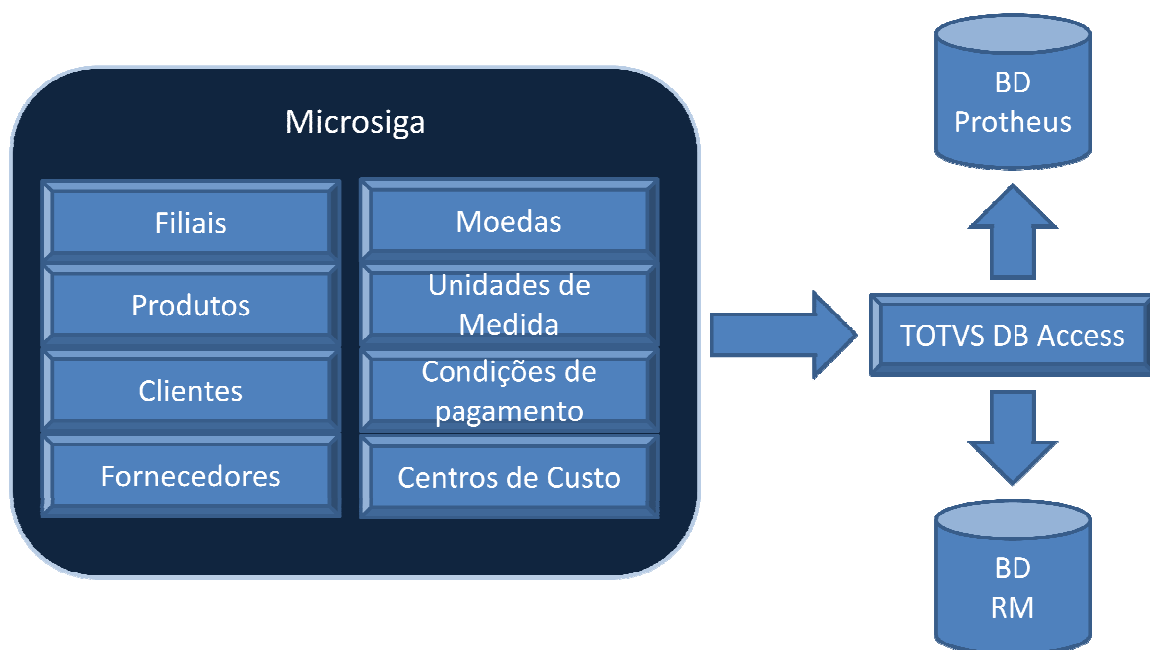 Microsiga
Filiais
Produtos
Clientes
Fornecedores
Moedas
Unidades de
Medida
Condições de
pagamento
Centros de Custo
TOTVS DB Access
BD
Protheus
BD
RM